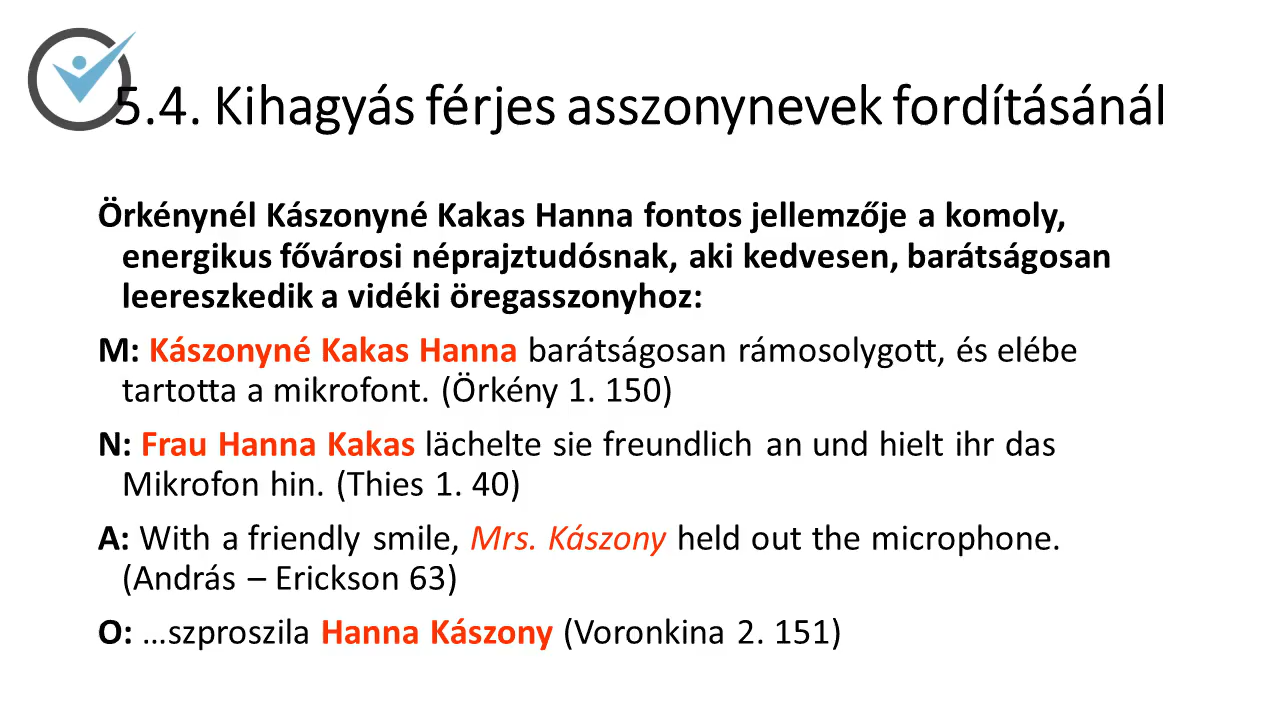 5.4. Kihagyás férjes asszonynevek fordításánál
Örkénynél Kászonyné Kakas Hanna fontos jellemzője a komoly,
energikus fővárosi néprajztudósnak, aki kedvesen, barátságosan
leereszkedik a vidéki öregasszonyhoz:
M: Kászonyné Kakas Hanna barátságosan rámosolygott, és elébe
tartotta a mikrofont. (Örkény 1. 150)
N: Frau Hanna Kakas lächelte sie freundlich an und hielt ihr das
Mikrofon hin. (Thies 1. 40)
A: With a friendly smile, Mrs. Kászony held out the microphone.
(András – Erickson 63)
O: …szproszila Hanna Kászony (Voronkina 2. 151)